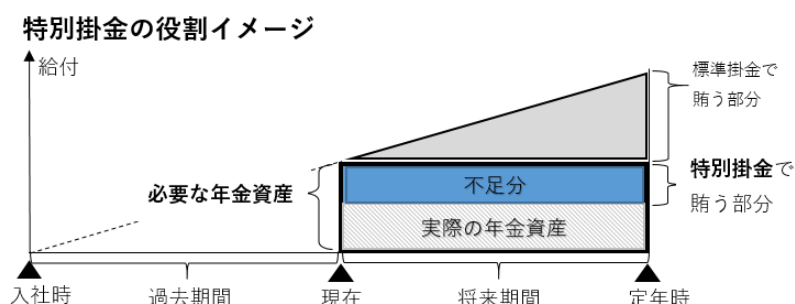 特別掛金の役割イメージ
給付
標準掛金で
賄う部分
必要な年金資産
不足分
特別掛金で
賄う部分
実際の年金資産
入社時
過去期間
現在
将来期間
定年時